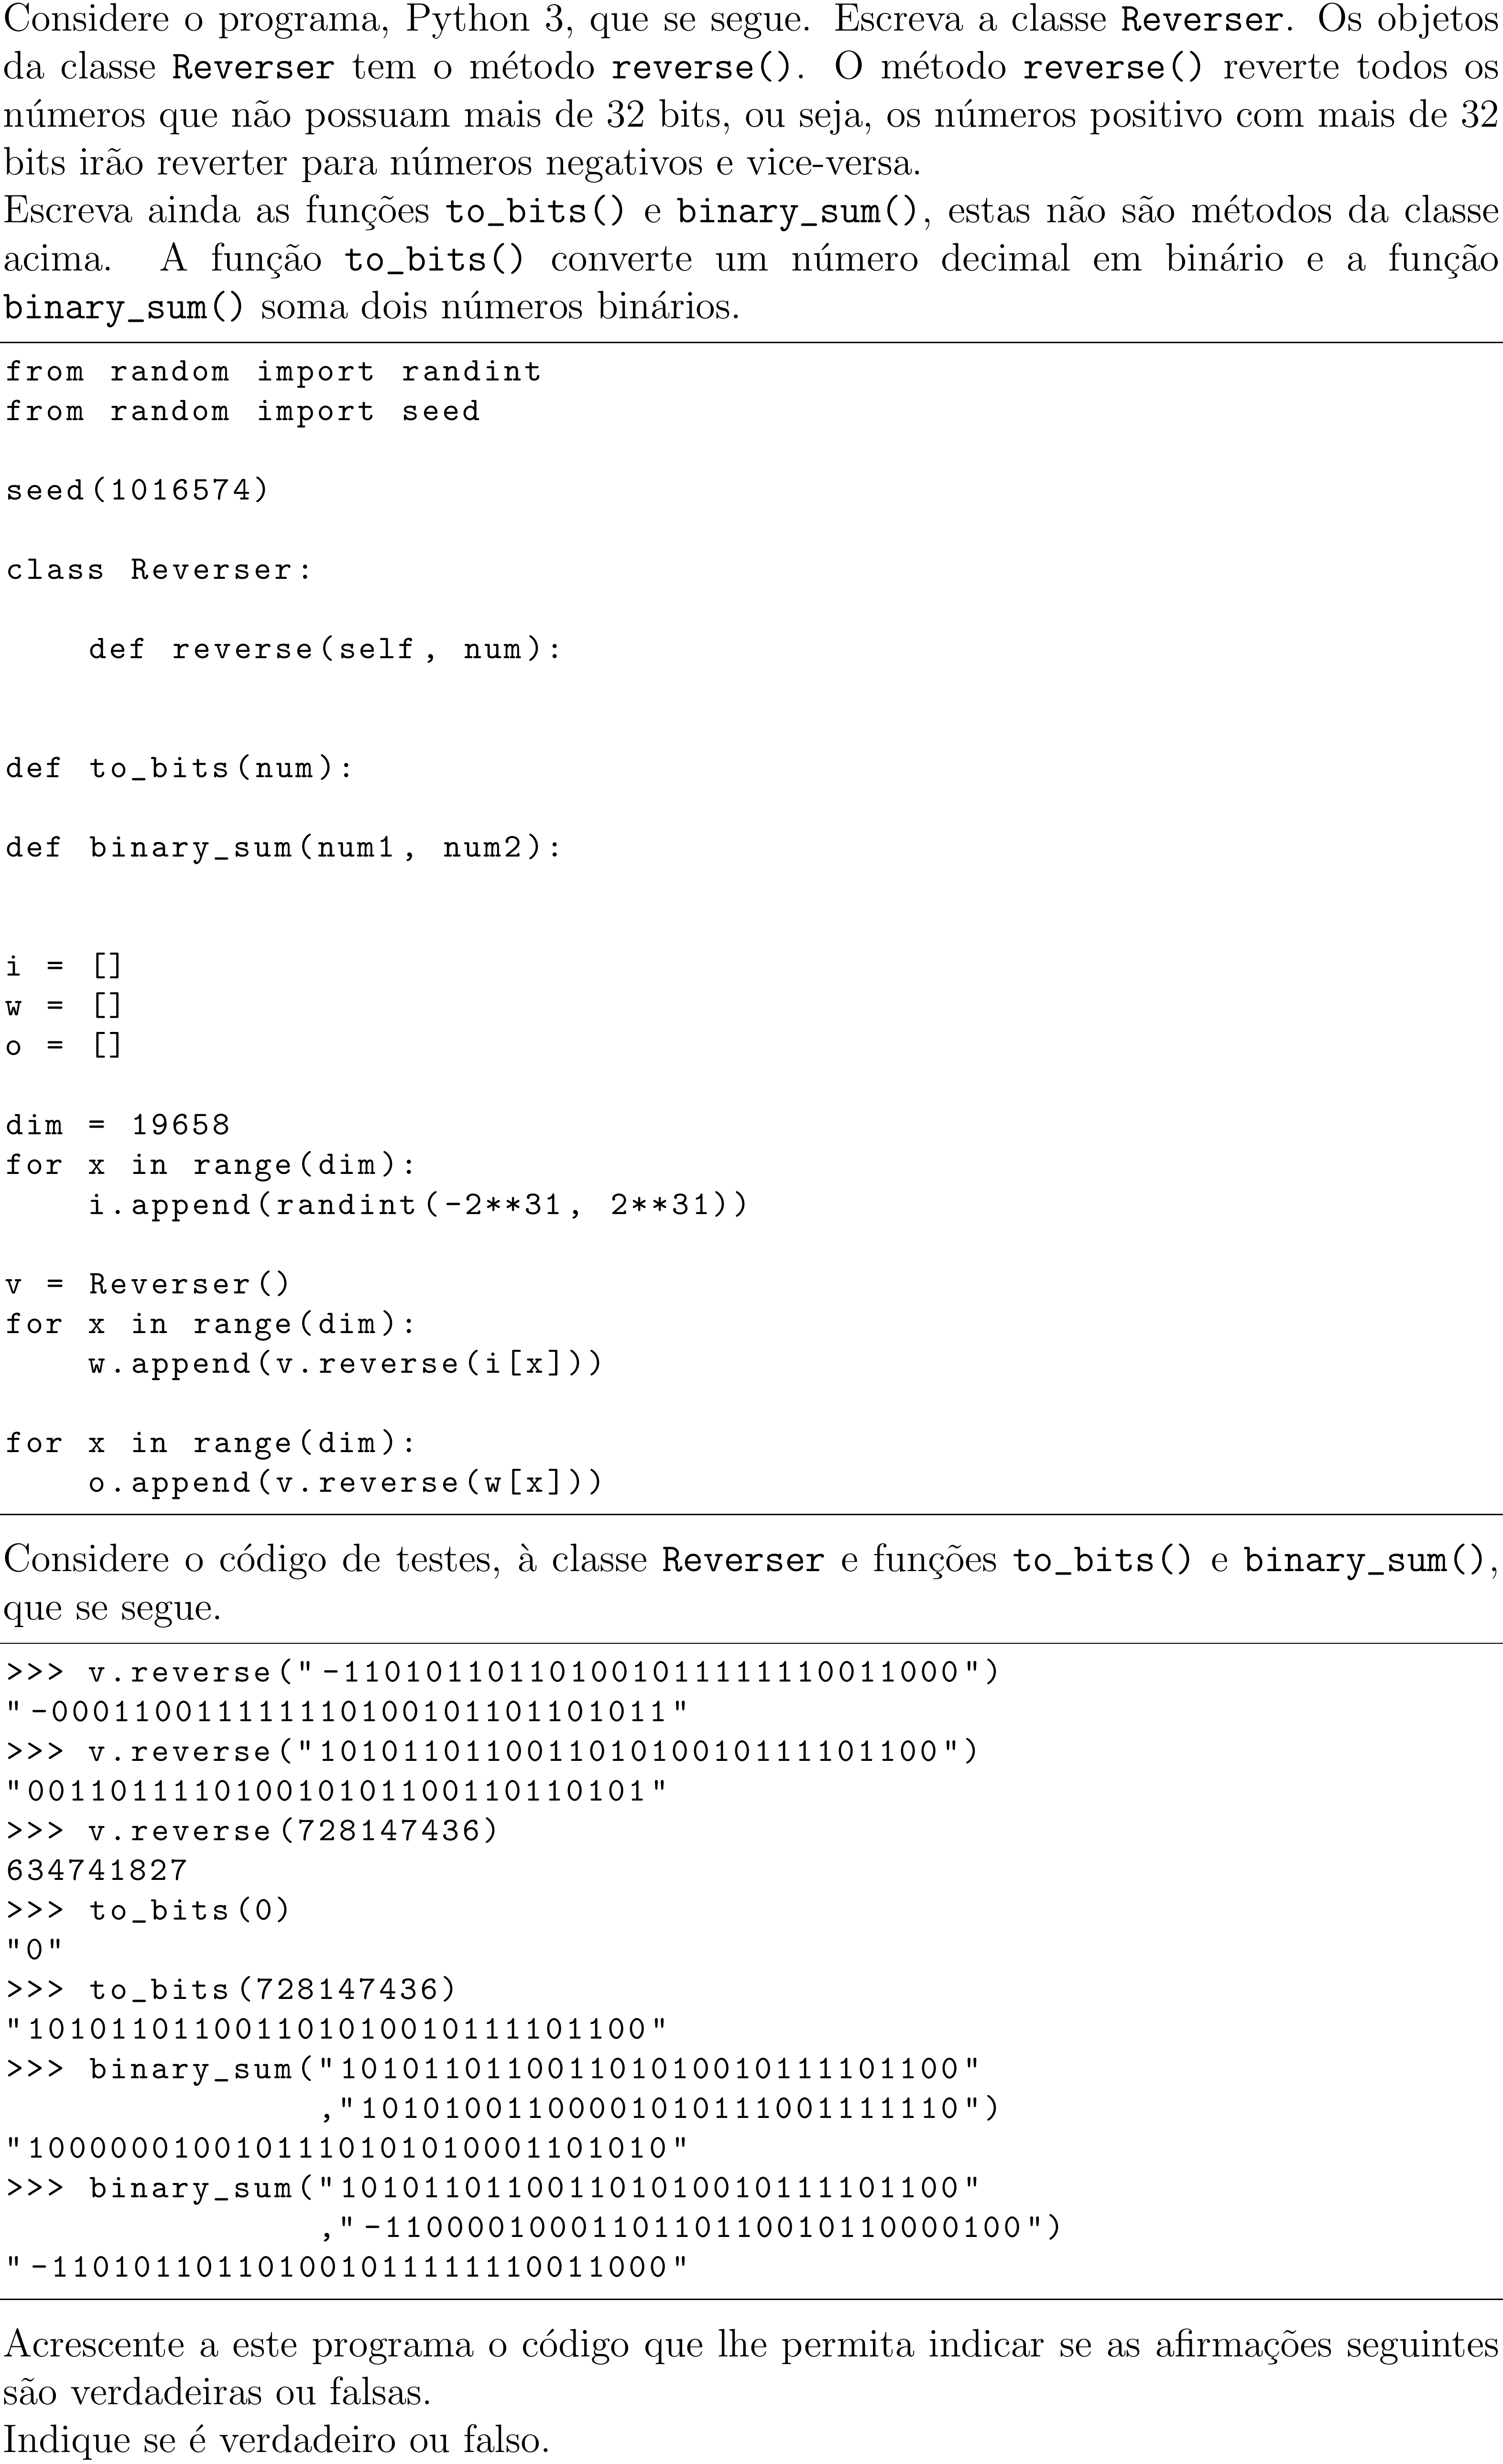 Considere o programa, Python 3, que se segue. Escreva a classe Reverser. Os objetos
da classe Reverser tem o método reverse(). O método reverse() reverte todos os
números que não possuam mais de 32 bits, ou seja, os números positivo com mais de 32
bits irão reverter para números negativos e vice-versa.
Escreva ainda as funções to_bits() e binary_sum(), estas não são métodos da classe
acima. A função to_bits() converte um número decimal em binário e a função
binary_sum() soma dois números binários.
from random import randint
from random import seed
seed(1016574)
class Reverser:
    def reverse(self, num):
def to_bits(num):
def binary_sum(num1, num2):
i = []
w = []
o = []
dim = 19658
for x in range(dim):
    i.append(randint(-2**31, 2**31))
v = Reverser()
for x in range(dim):
    w.append(v.reverse(i[x]))
for x in range(dim):
    o.append(v.reverse(w[x]))
Considere o código de testes, à classe Reverser e funções to_bits() e binary_sum(),
que se segue.
>>> v.reverse("-110101101101001011111110011000")
"-000110011111110100101101101011"
>>> v.reverse("101011011001101010010111101100")
"001101111010010101100110110101"
>>> v.reverse(728147436)
634741827
>>> to_bits(0)
"0"
>>> to_bits(728147436)
"101011011001101010010111101100"
>>> binary_sum("101011011001101010010111101100"
               ,"10101001100001010111001111110")
"1000000100101110101010001101010"
>>> binary_sum("101011011001101010010111101100"
               ,"-1100001000110110110010110000100")
"-110101101101001011111110011000"
Acrescente a este programa o código que lhe permita indicar se as afirmações seguintes
são verdadeiras ou falsas.
Indique se é verdadeiro ou falso.